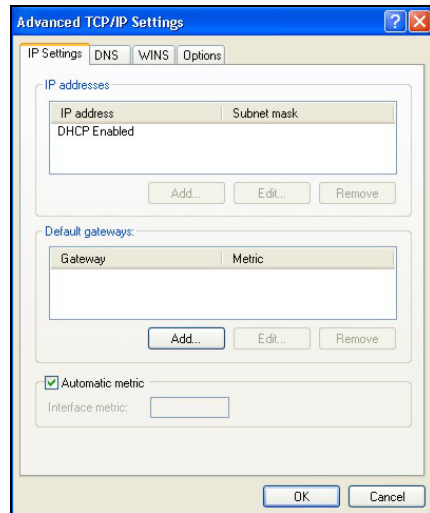 Advanced TCP/IP Settings
IP Settings DNS WINS Options
IP addresses
IP address Subnet mask
DHCP Enabled
Add... Edit... Remove
Default gateways:
Gateway Metric
Add... Edit... Remove
Automatic metric
Interface metric:
OK Cancel